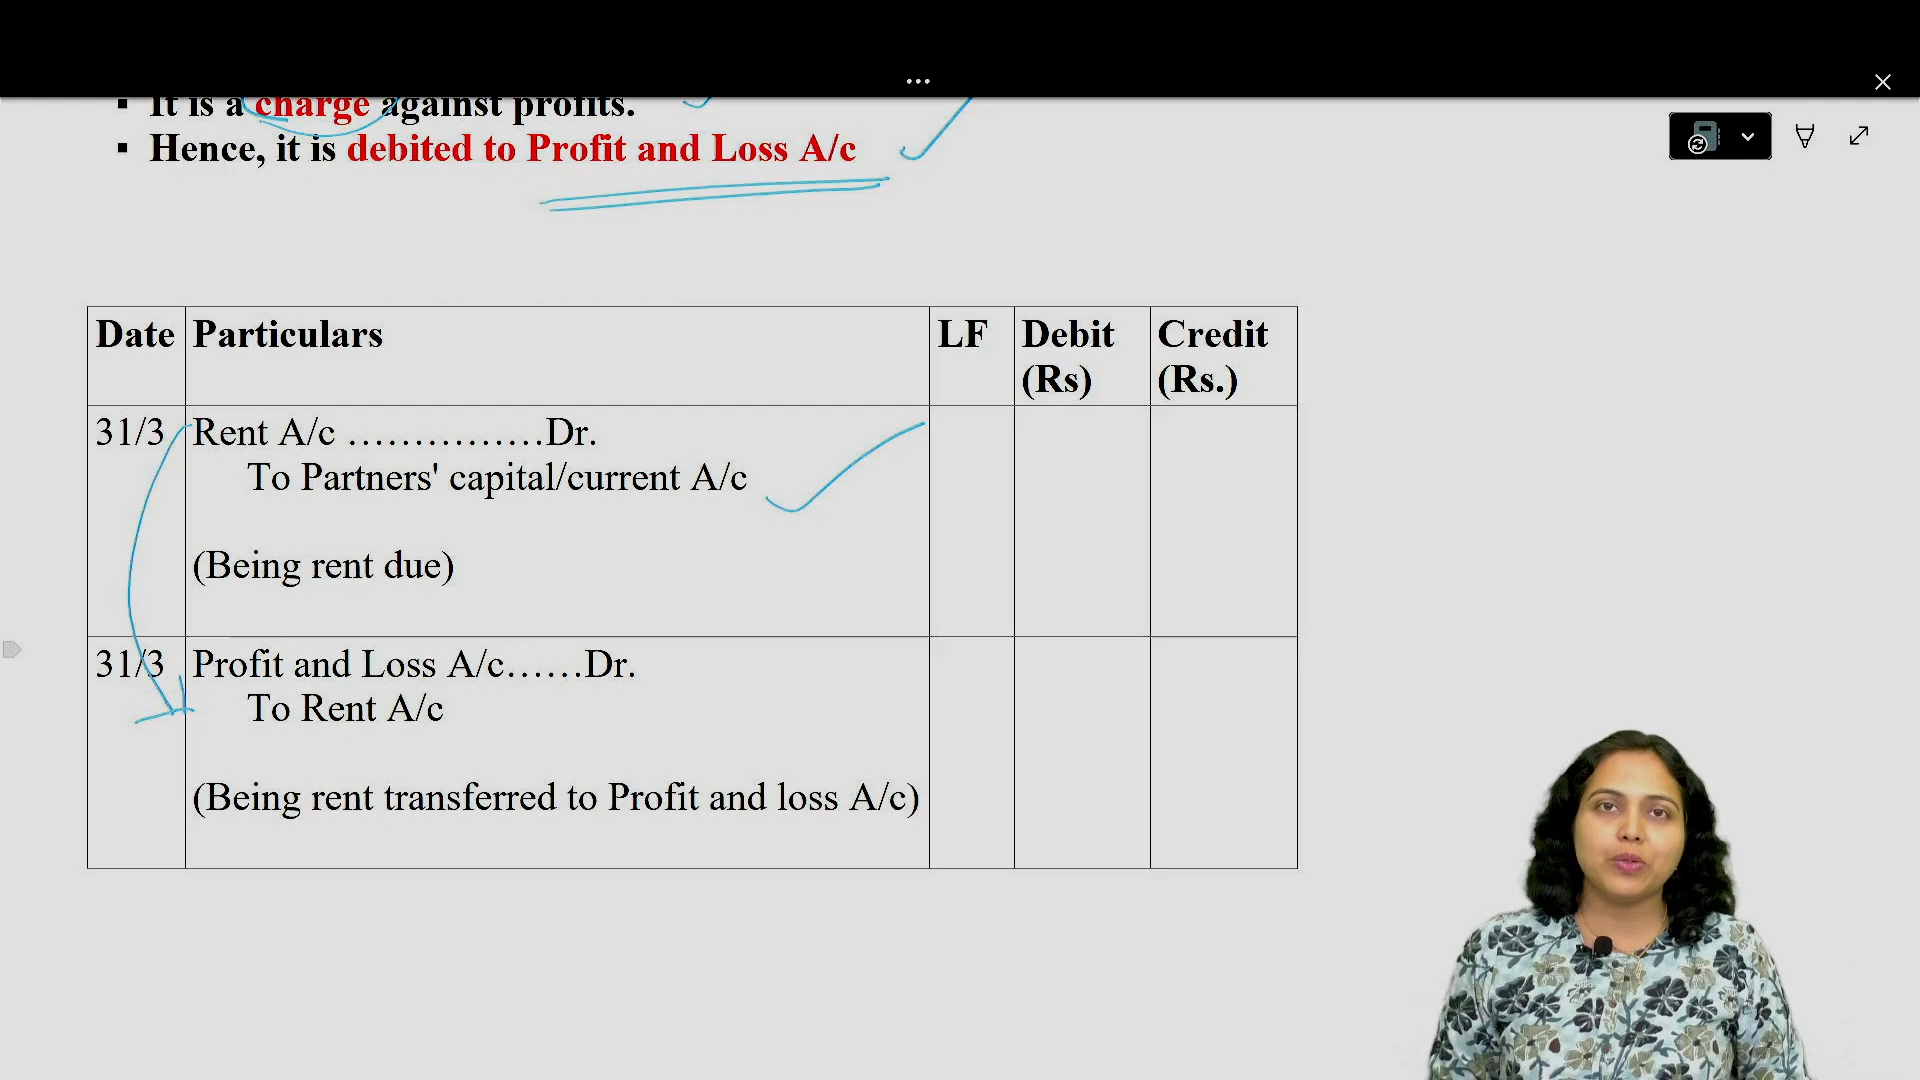 ...
▪ It is a charge against profits.
▪ Hence, it is debited to Profit and Loss A/c
Date Particulars LF Debit (Rs) Credit (Rs.)
31/3 Rent A/c ……………Dr.
To Partners' capital/current A/c
(Being rent due)
31/3 Profit and Loss A/c……Dr.
To Rent A/c
(Being rent transferred to Profit and loss A/c)